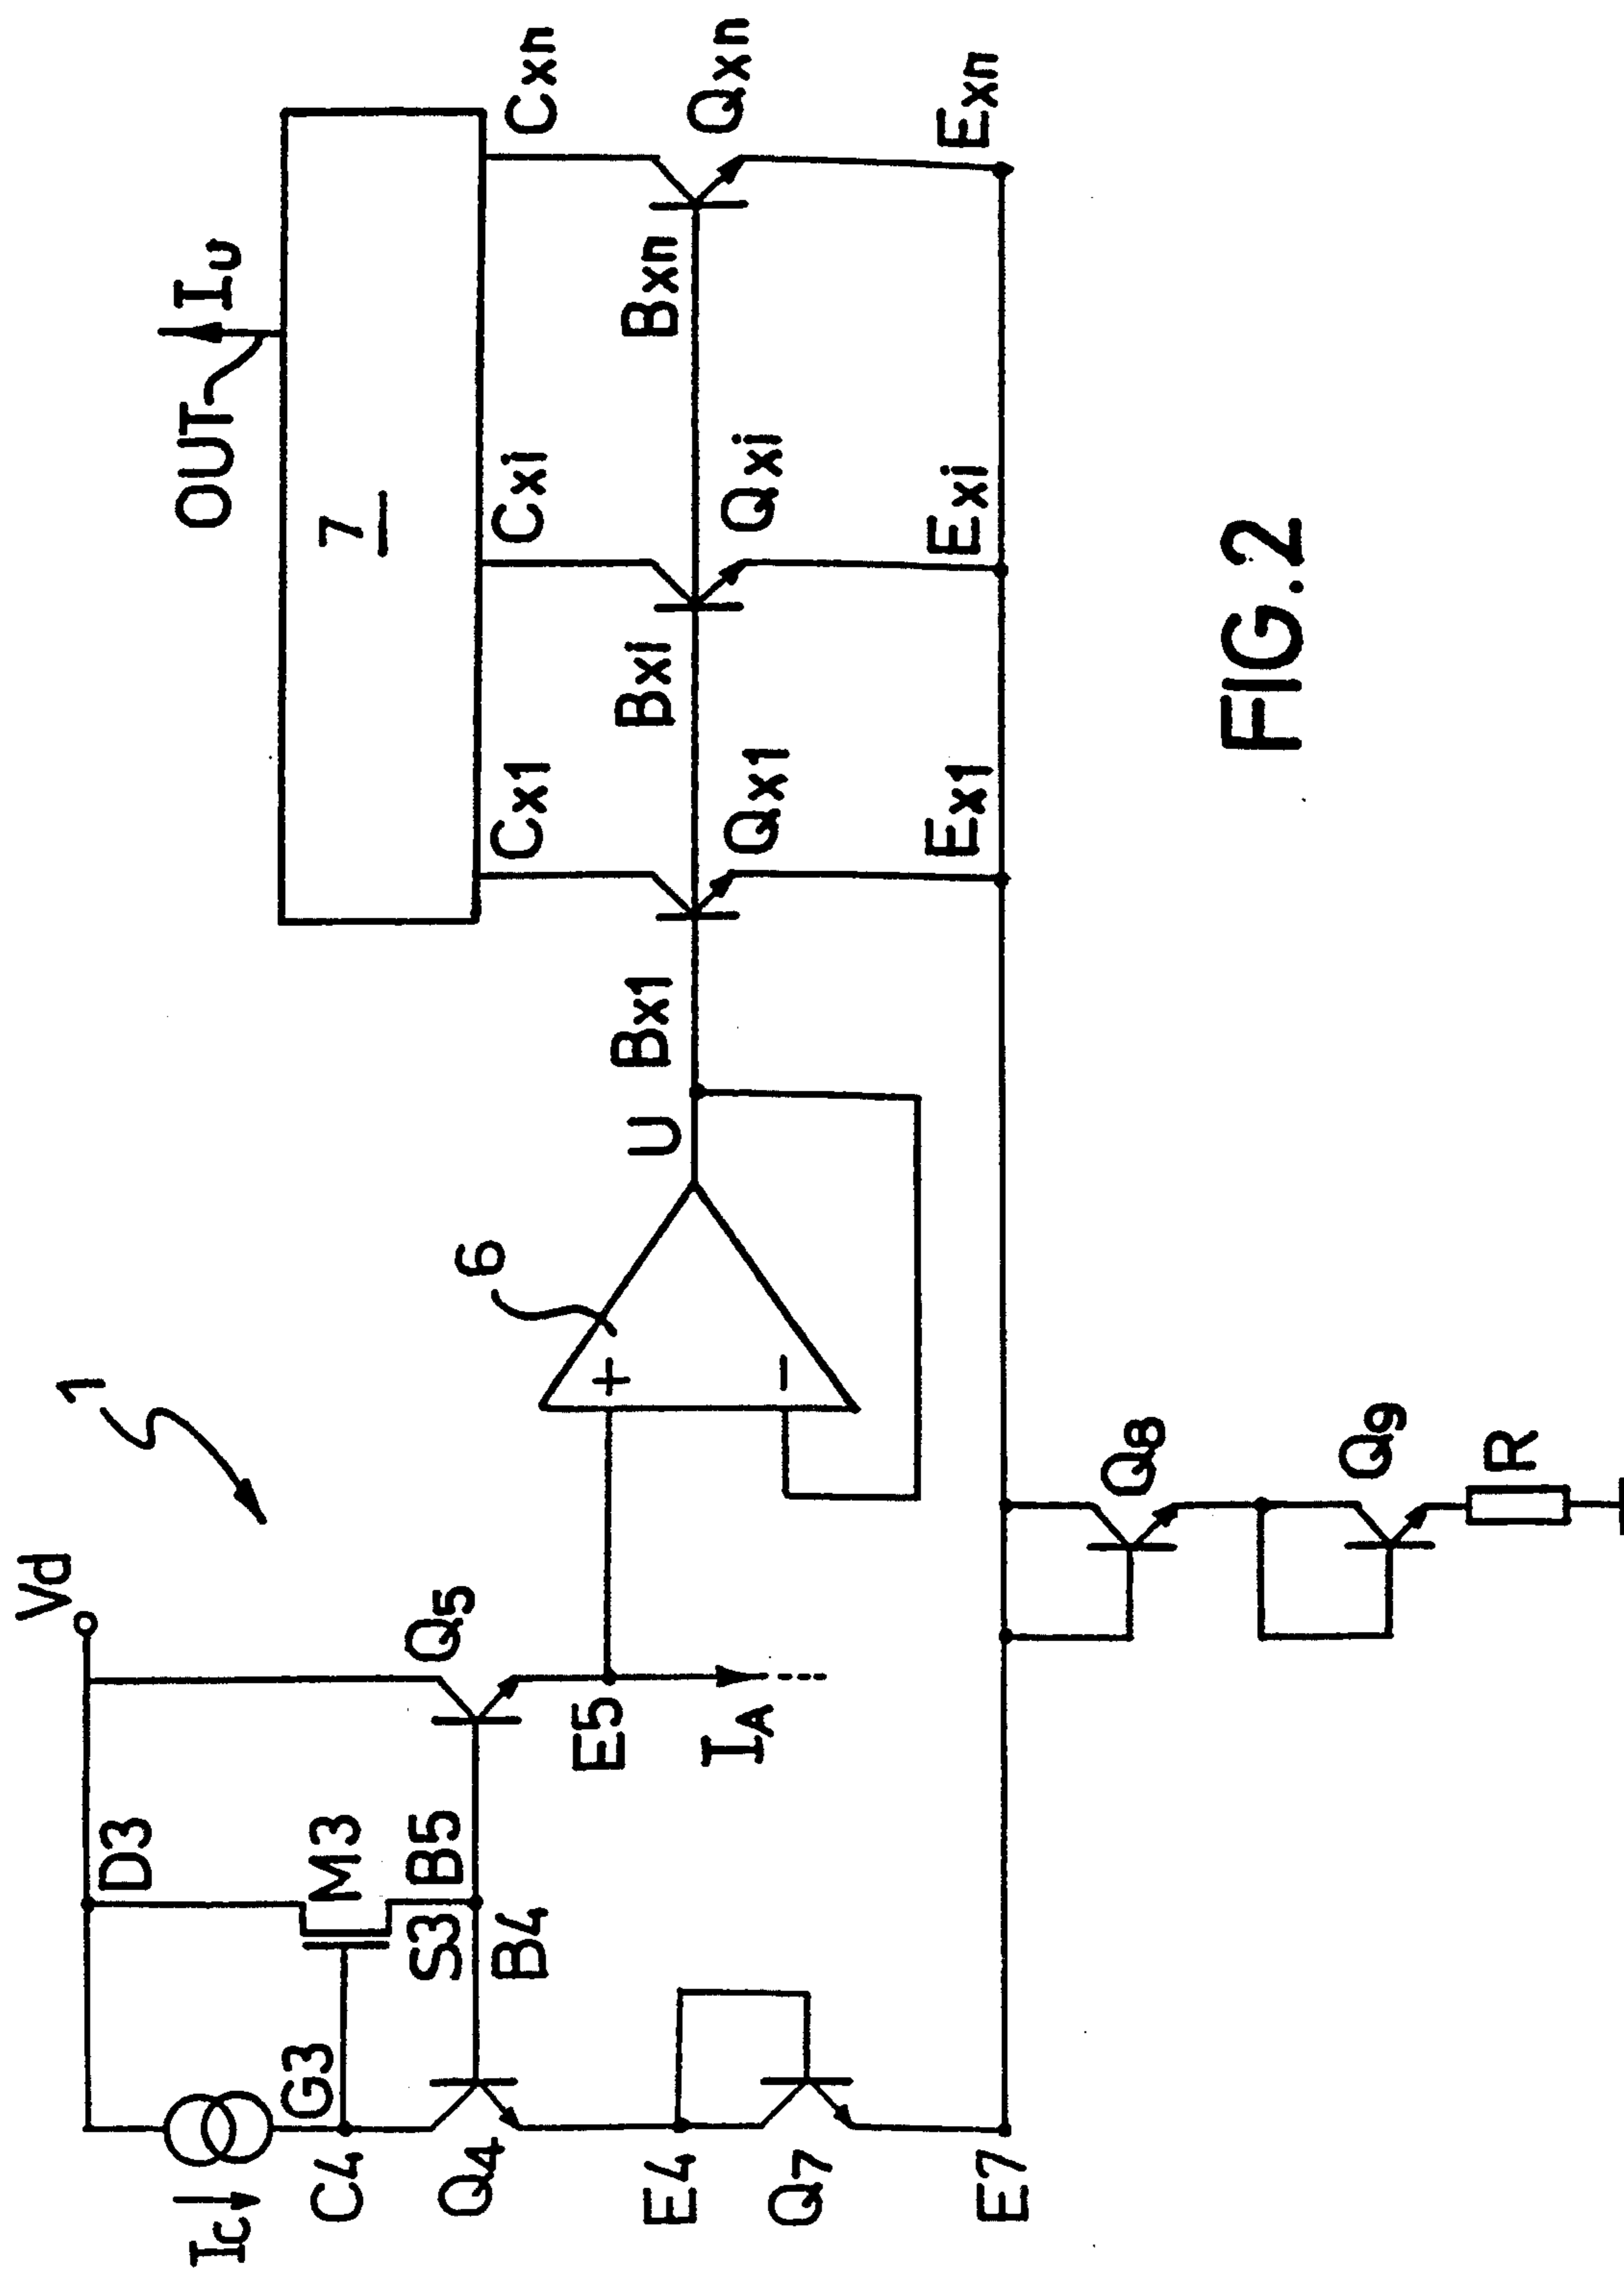 1
Vd
D3
Ic
G3
M3
C4
S3
B5
Q5
Q4
B4
E5
IA
E4
Q7
E7
6
+
−
U
Bx1
Cx1
Qx1
Ex1
7
OUT
IU
Cxi
Bxi
Qxi
Exi
Cxn
Bxn
Qxn
Exn
Q8
Q9
R
FIG.2